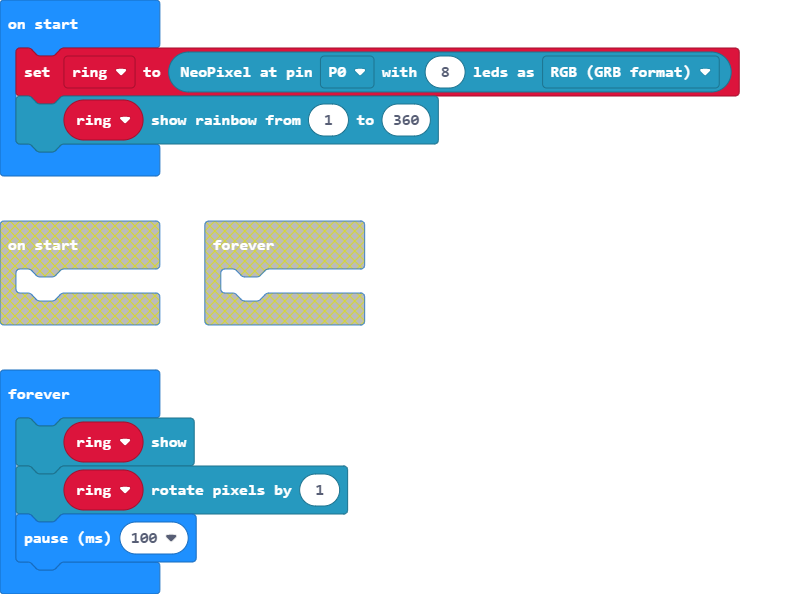 on start
set ring to NeoPixel at pin P0 with 8 leds as RGB (GRB format)
ring show rainbow from 1 to 360
on start
forever
forever
ring show
ring rotate pixels by 1
pause (ms) 100